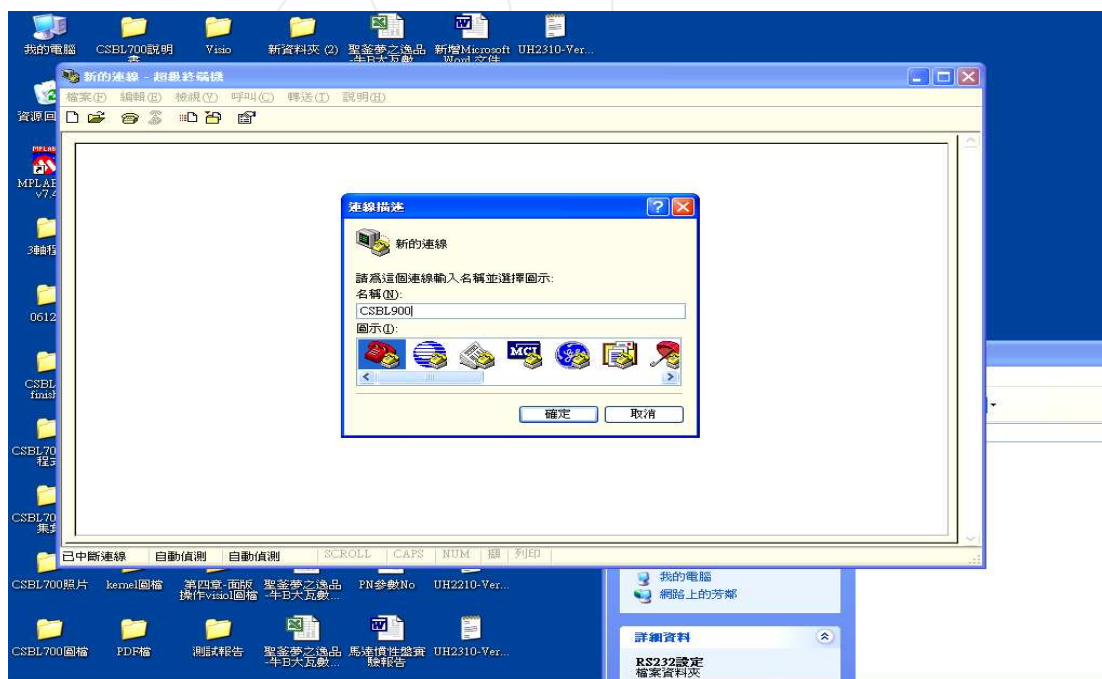 我的電腦
CSBL700說明書
Visio
新資料夾 (2)
聖荃夢之逸品-牛B大瓦數
新增Microsoft Word 文件
UH2310-Ver...
新的連線 - 超級終端機
檔案(F) 編輯(E) 檢視(V) 呼叫(C) 轉送(T) 說明(H)
資源回
MPLAB
v7.4
3軸程
0612
CSBL
finish
CSBL70
程式
CSBL70
連線描述
新的連線
請為這個連線輸入名稱並選擇圖示:
名稱(N):
CSBL900
圖示(I):
MCI
確定 取消
已中斷連線 自動偵測 自動偵測 SCROLL CAPS NUM 擷 列印
CSBL700照片
kernel圖檔
第四章-面版操作visio1圖檔
聖荃夢之逸品-牛B大瓦數...
PN參數No
UH2210-Ver...
我的電腦
網路上的芳鄰
CSBL700圖檔
PDF檔
測試報告
聖荃夢之逸品-牛B大瓦數...
馬達慣性盤實驗報告
UH2310-Ver...
詳細資料
RS232設定
檔案資料夾